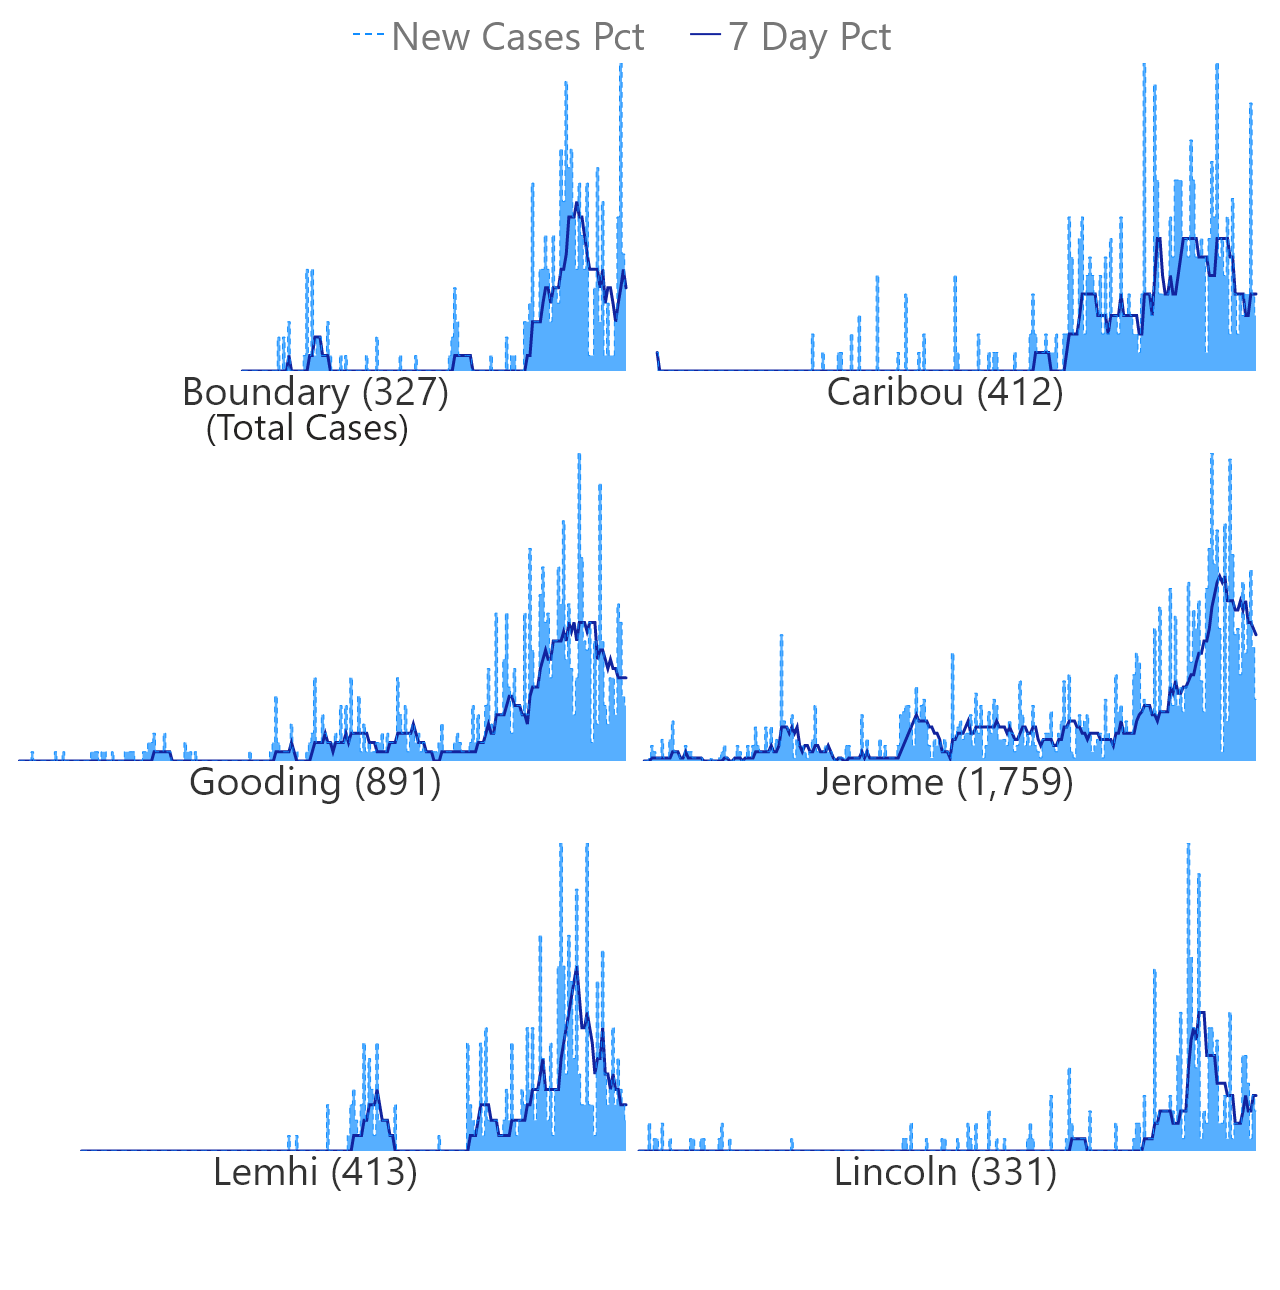 New Cases Pct 7 Day Pct
Boundary (327) Caribou (412)
(Total Cases)
Gooding (891) Jerome (1,759)
Lemhi (413) Lincoln (331)